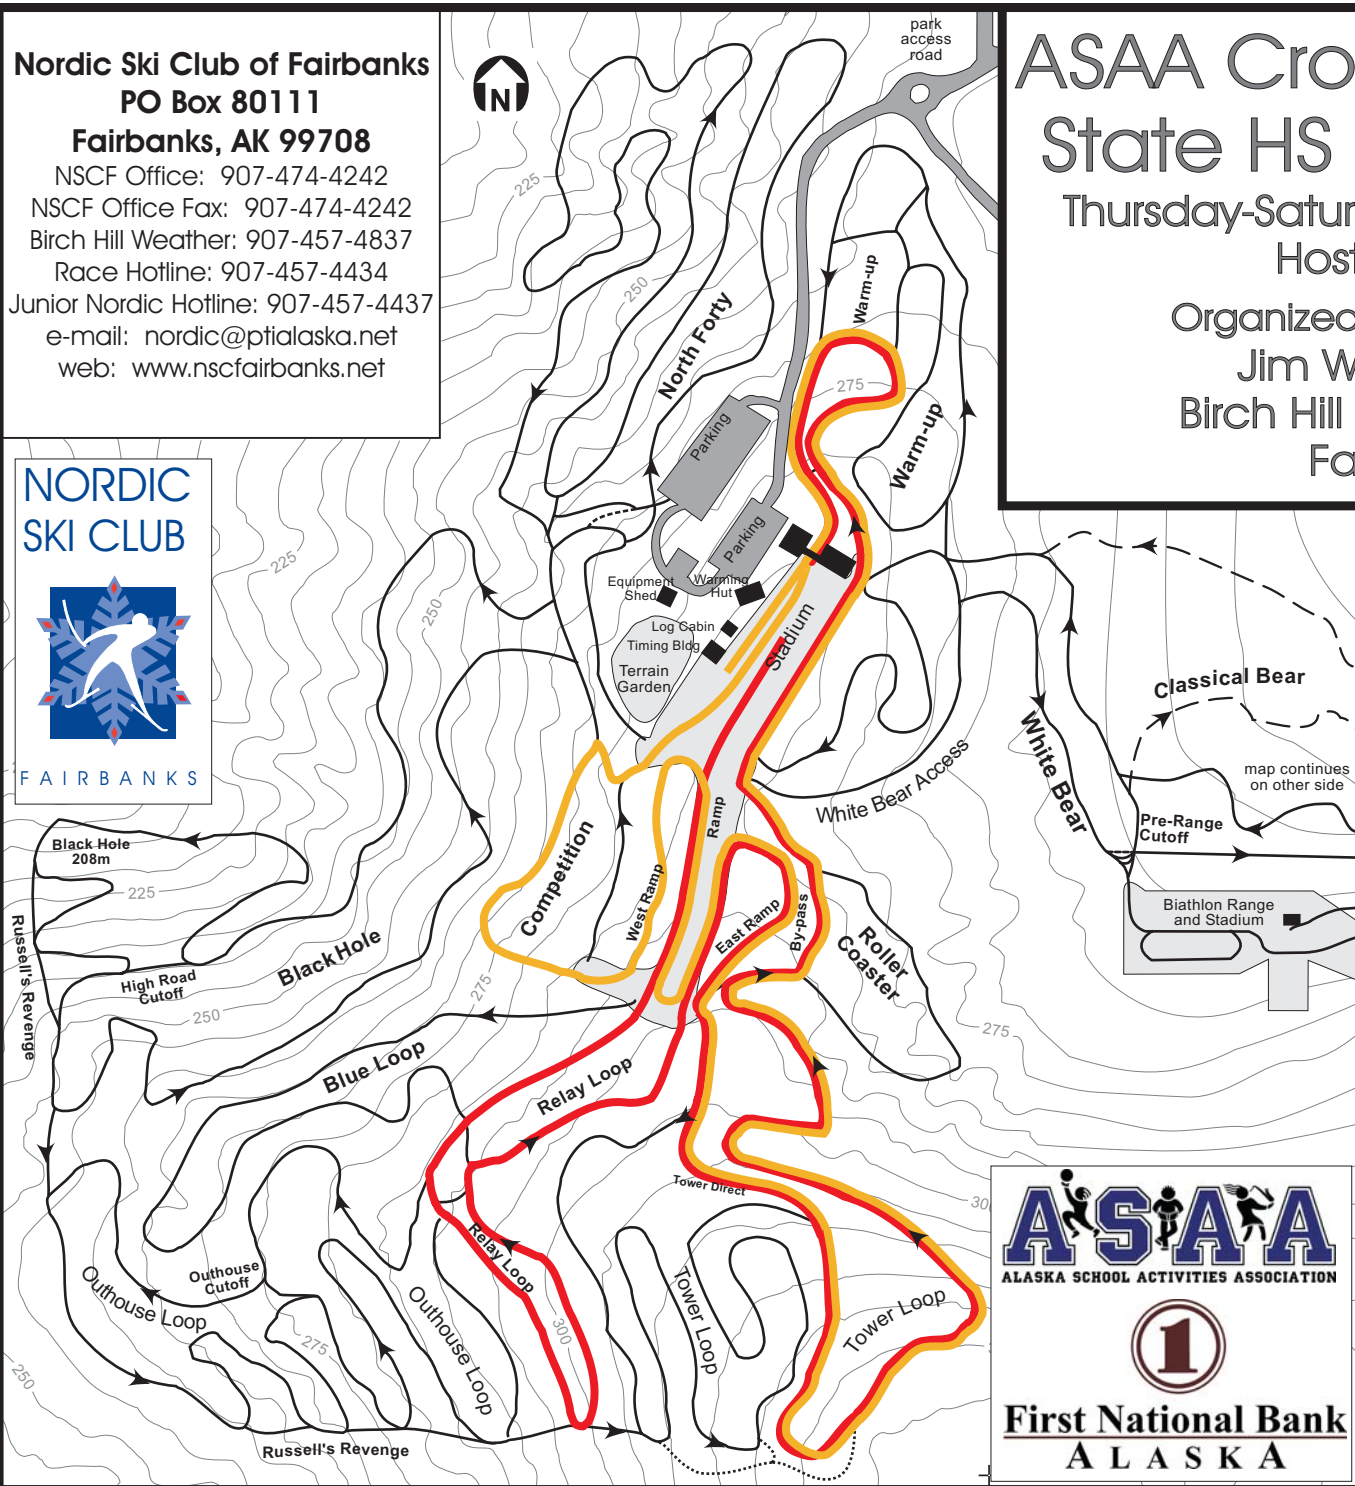 Nordic Ski Club of Fairbanks
PO Box 80111
Fairbanks, AK 99708
NSCF Office: 907-474-4242
NSCF Office Fax: 907-474-4242
Birch Hill Weather: 907-457-4837
Race Hotline: 907-457-4434
Junior Nordic Hotline: 907-457-4437
e-mail: nordic@ptialaska.net
web: www.nscfairbanks.net
N
park
access
road
ASAA Cro
State HS
Thursday-Satur
Host
Organized
Jim W
Birch Hill
Fa
NORDIC
SKI CLUB
FAIRBANKS
225
250
North Forty
Warm-up
275
Warm-up
Parking
Parking
225
250
Equipment
Shed
Warming
Hut
Log Cabin
Timing Bldg
Terrain
Garden
Stadium
Classical Bear
White Bear
White Bear Access
map continues
on other side
Pre-Range
Cutoff
Biathlon Range
and Stadium
Black Hole
208m
225
Russell's Revenge
High Road
Cutoff
250
Black Hole
275
Competition
West Ramp
Ramp
East Ramp
By-pass
Roller
Coaster
275
Blue Loop
Relay Loop
Tower Direct
300
Relay Loop
Outhouse
Cutoff
Outhouse Loop
275
Outhouse Loop
300
Tower Loop
Tower Loop
250
Russell's Revenge
ASAA
ALASKA SCHOOL ACTIVITIES ASSOCIATION
1
First National Bank
ALASKA